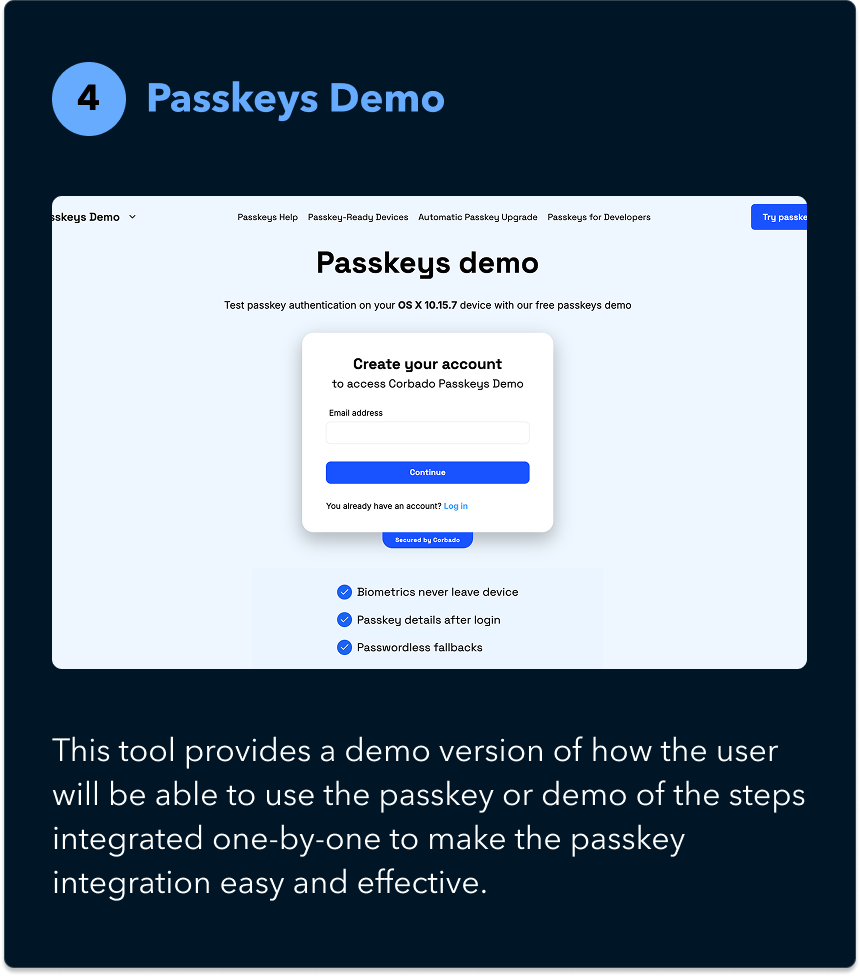 4 Passkeys Demo
sskeys Demo
Passkeys Help Passkey-Ready Devices Automatic Passkey Upgrade Passkeys for Developers
Try passke
Passkeys demo
Test passkey authentication on your OS X 10.15.7 device with our free passkeys demo
Create your account
to access Corbado Passkeys Demo
Email address
Continue
You already have an account? Log in
Secured by Corbado
Biometrics never leave device
Passkey details after login
Passwordless fallbacks
This tool provides a demo version of how the user
will be able to use the passkey or demo of the steps
integrated one-by-one to make the passkey
integration easy and effective.